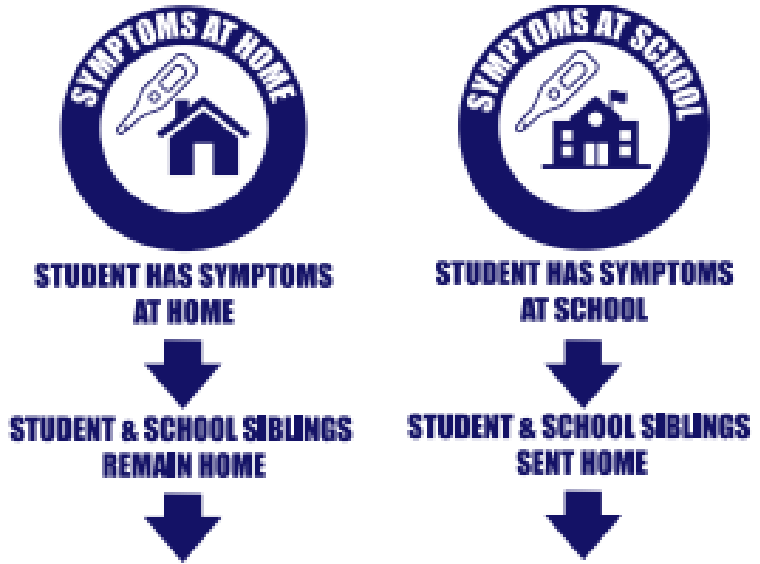 SYMPTOMS AT HOME
STUDENT HAS SYMPTOMS
AT HOME
STUDENT & SCHOOL SIBLINGS
REMAIN HOME
SYMPTOMS AT SCHOOL
STUDENT HAS SYMPTOMS
AT SCHOOL
STUDENT & SCHOOL SIBLINGS
SENT HOME